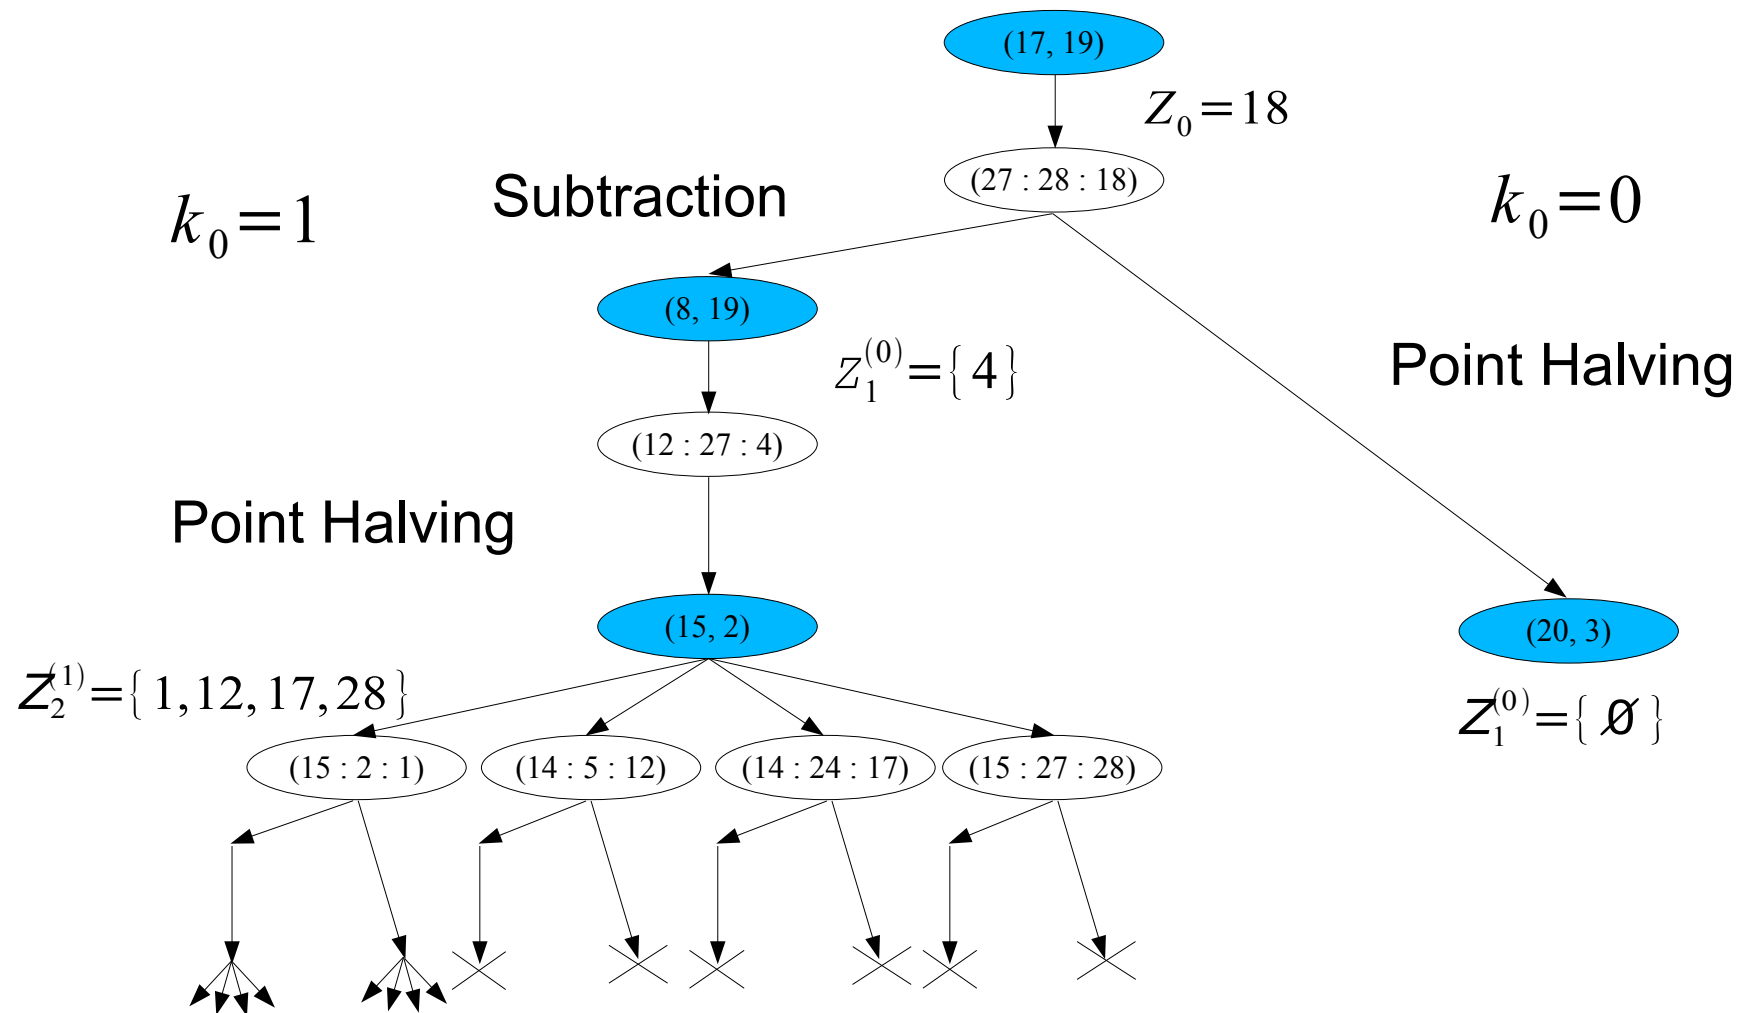 (17, 19)
Z₀=18
(27 : 28 : 18)
Subtraction
k₀=1
k₀=0
(8, 19)
Z₁⁽⁰⁾={ 4 }
Point Halving
(12 : 27 : 4)
Point Halving
(15, 2)
(20, 3)
Z₂⁽¹⁾={ 1,12, 17, 28 }
Z₁⁽⁰⁾={ Ø }
(15 : 2 : 1)
(14 : 5 : 12)
(14 : 24 : 17)
(15 : 27 : 28)